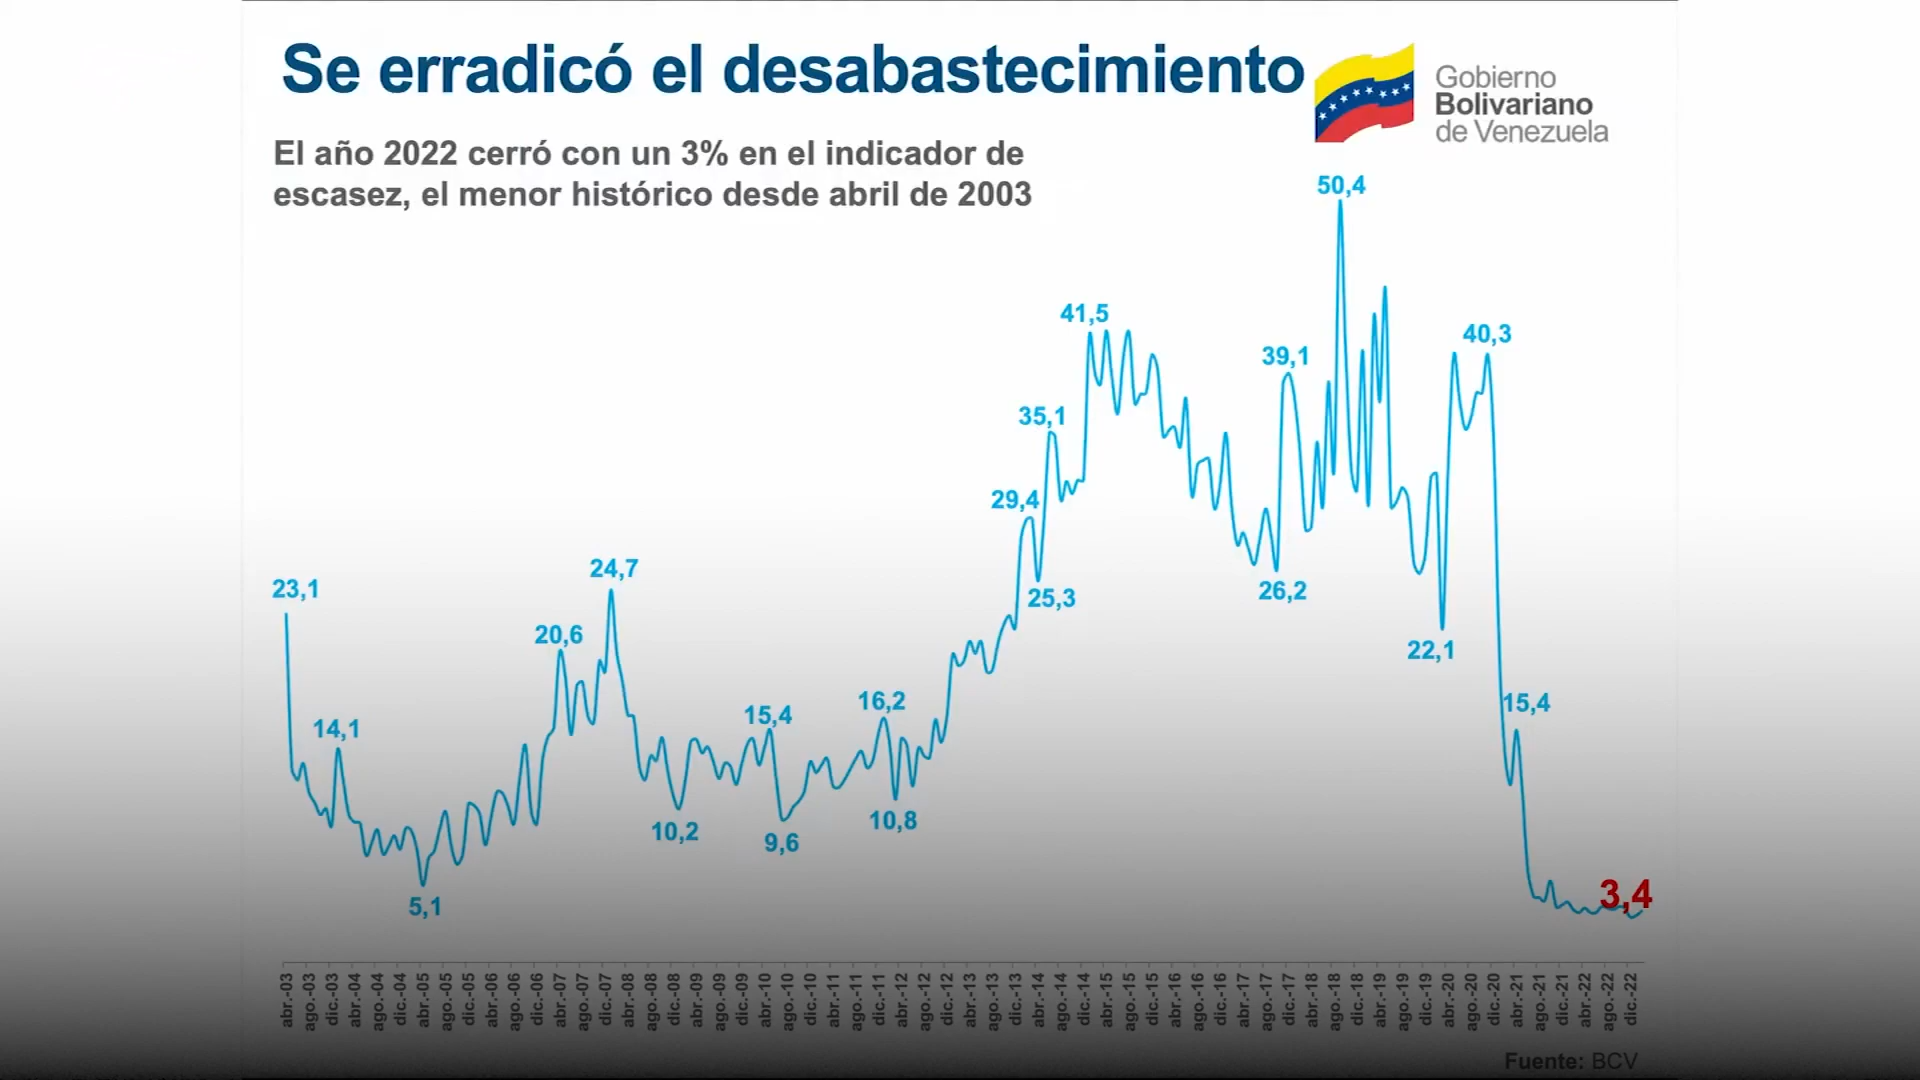 Se erradicó el desabastecimiento
Gobierno
Bolivariano
de Venezuela
El año 2022 cerró con un 3% en el indicador de
escasez, el menor histórico desde abril de 2003
23,1
14,1
5,1
20,6
24,7
10,2
15,4
9,6
16,2
10,8
29,4
25,3
35,1
41,5
26,2
39,1
50,4
22,1
40,3
15,4
3,4
abr.-03
ago.-03
dic.-03
abr.-04
ago.-04
dic.-04
abr.-05
ago.-05
dic.-05
abr.-06
ago.-06
dic.-06
abr.-07
ago.-07
dic.-07
abr.-08
ago.-08
dic.-08
abr.-09
ago.-09
dic.-09
abr.-10
ago.-10
dic.-10
abr.-11
ago.-11
dic.-11
abr.-12
ago.-12
dic.-12
abr.-13
ago.-13
dic.-13
abr.-14
ago.-14
dic.-14
abr.-15
ago.-15
dic.-15
abr.-16
ago.-16
dic.-16
abr.-17
ago.-17
dic.-17
abr.-18
ago.-18
dic.-18
abr.-19
ago.-19
dic.-19
abr.-20
ago.-20
dic.-20
abr.-21
ago.-21
dic.-21
abr.-22
ago.-22
dic.-22
Fuente: BCV